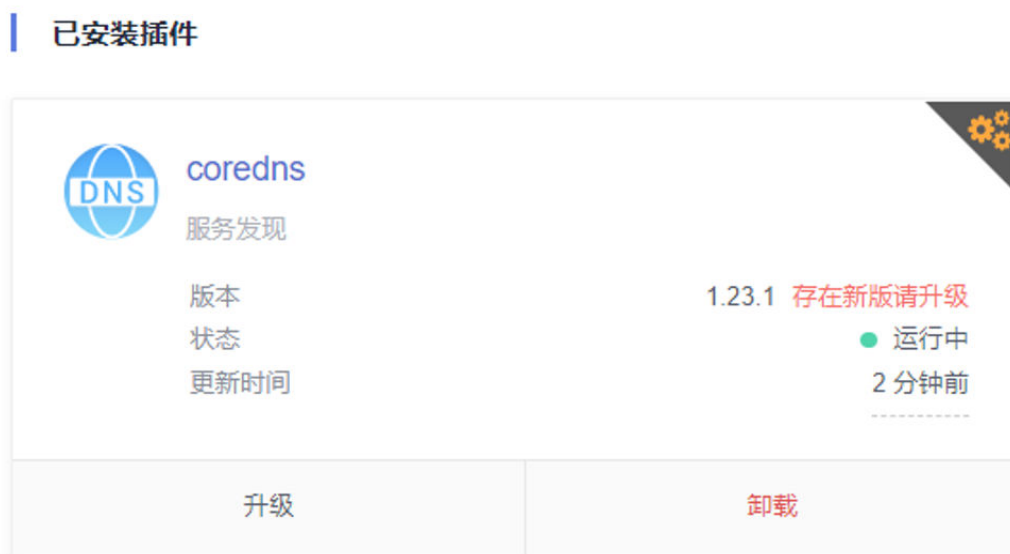 已安装插件
DNS
coredns
服务发现
版本 1.23.1 存在新版请升级
状态 运行中
更新时间 2 分钟前
升级 卸载